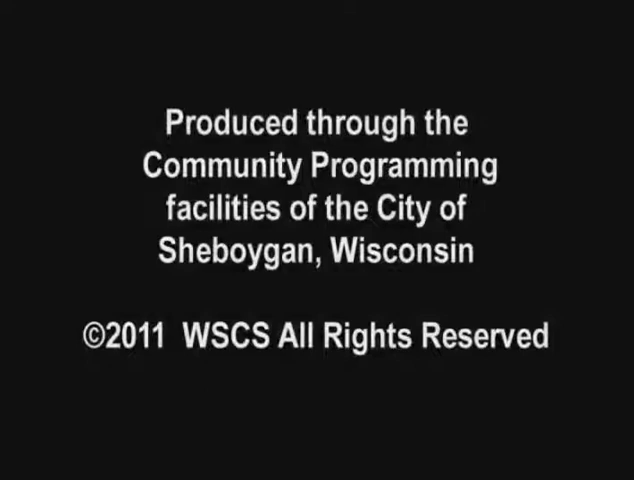 Produced through the
Community Programming
facilities of the City of
Sheboygan, Wisconsin
©2011 WSCS All Rights Reserved